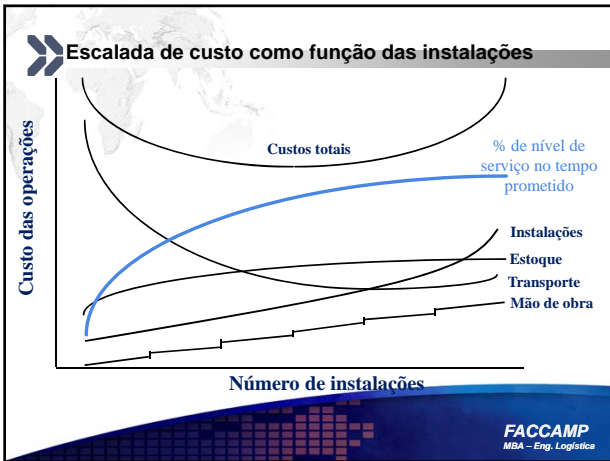 Escalada de custo como função das instalações
Custos totais
% de nível de
serviço no tempo
prometido
Instalações
Estoque
Transporte
Mão de obra
Custo das operações
Número de instalações
FACCAMP
MBA – Eng. Logística